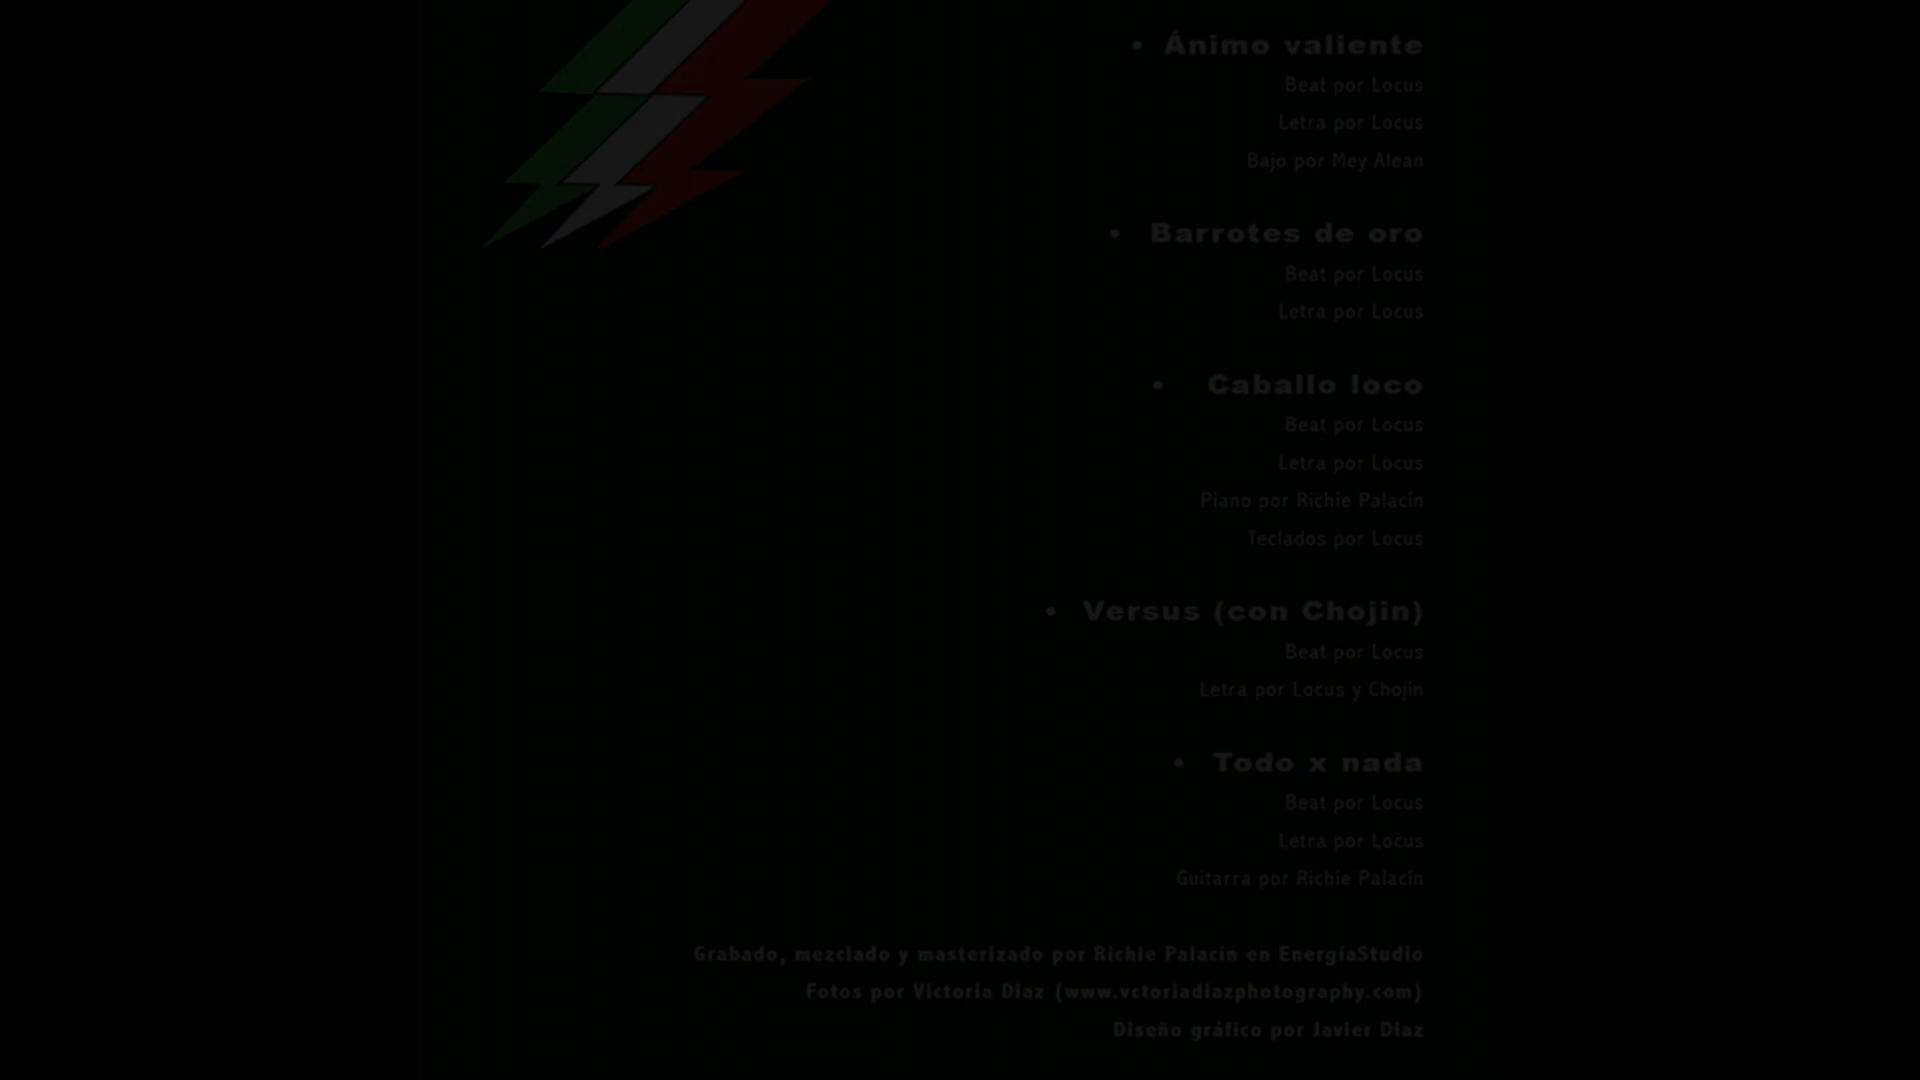 • Ánimo valiente
Beat por Locus
Letra por Locus
Bajo por Mey Alean
• Barrotes de oro
Beat por Locus
Letra por Locus
• Caballo loco
Beat por Locus
Letra por Locus
Piano por Richie Palacín
Teclados por Locus
• Versus (con Chojin)
Beat por Locus
Letra por Locus y Chojin
• Todo x nada
Beat por Locus
Letra por Locus
Guitarra por Richie Palacín
Grabado, mezclado y masterizado por Richie Palacín en EnergíaStudio
Fotos por Victoria Diaz (www.vctoriadiazphotography.com)
Diseño gráfico por Javier Diaz